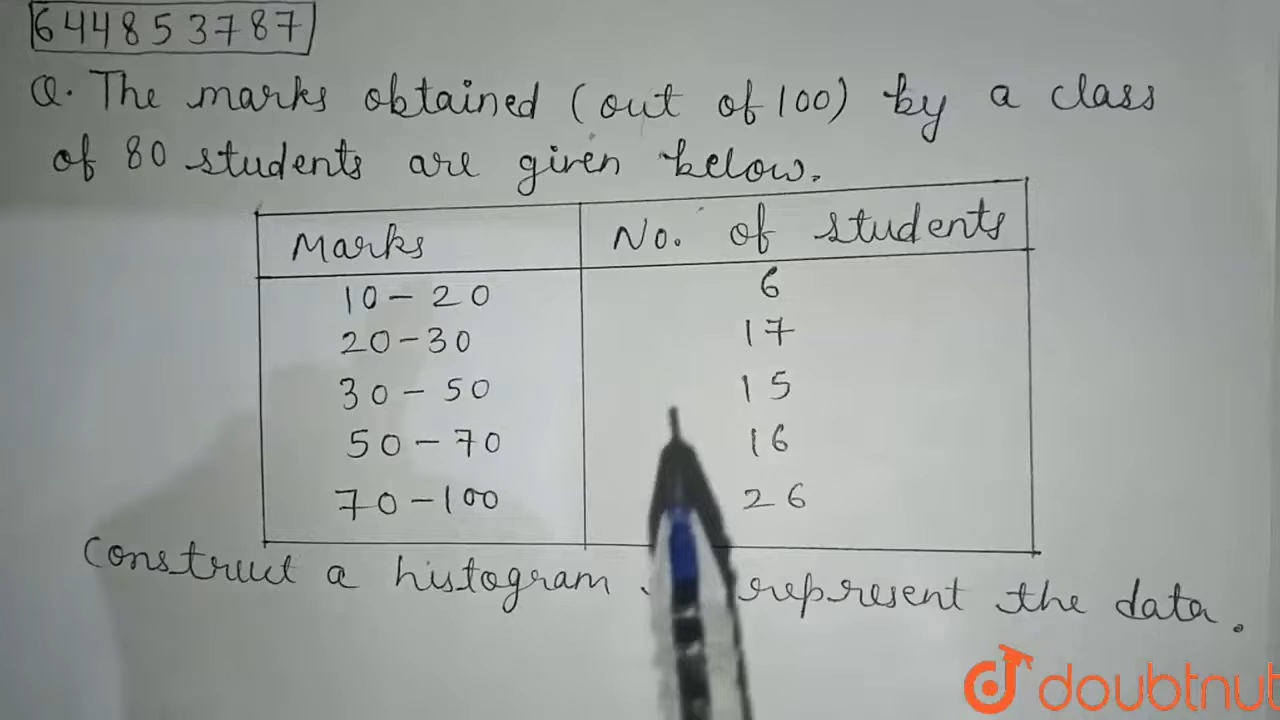 644853787
Q. The marks obtained (out of 100) by a class
of 80 students are given below.
Marks No. of students
10-20 6
20-30 17
30-50 15
50-70 16
70-100 26
Construct a histogram represent the data.
doubtnut